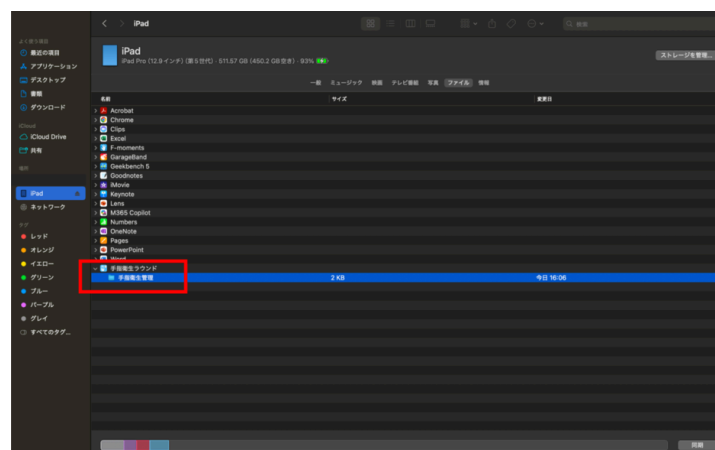 iPad
検索
よく使う項目
最近の項目
アプリケーション
デスクトップ
書類
ダウンロード
iCloud
iCloud Drive
共有
場所
iPad
ネットワーク
タグ
レッド
オレンジ
イエロー
グリーン
ブルー
パープル
グレイ
すべてのタグ...
iPad
iPad Pro (12.9 インチ) (第5世代) · 511.57 GB (450.2 GB空き) · 93%
ストレージを管理...
一般 ミュージック 映画 テレビ番組 写真 ファイル 情報
名前 サイズ 変更日
Acrobat
Chrome
Clips
Excel
F-moments
GarageBand
Geekbench 5
Goodnotes
iMovie
Keynote
Lens
M365 Copilot
Numbers
OneNote
Pages
PowerPoint
Word
手指衛生ラウンド
手指衛生管理 2 KB 今日 16:06
同期